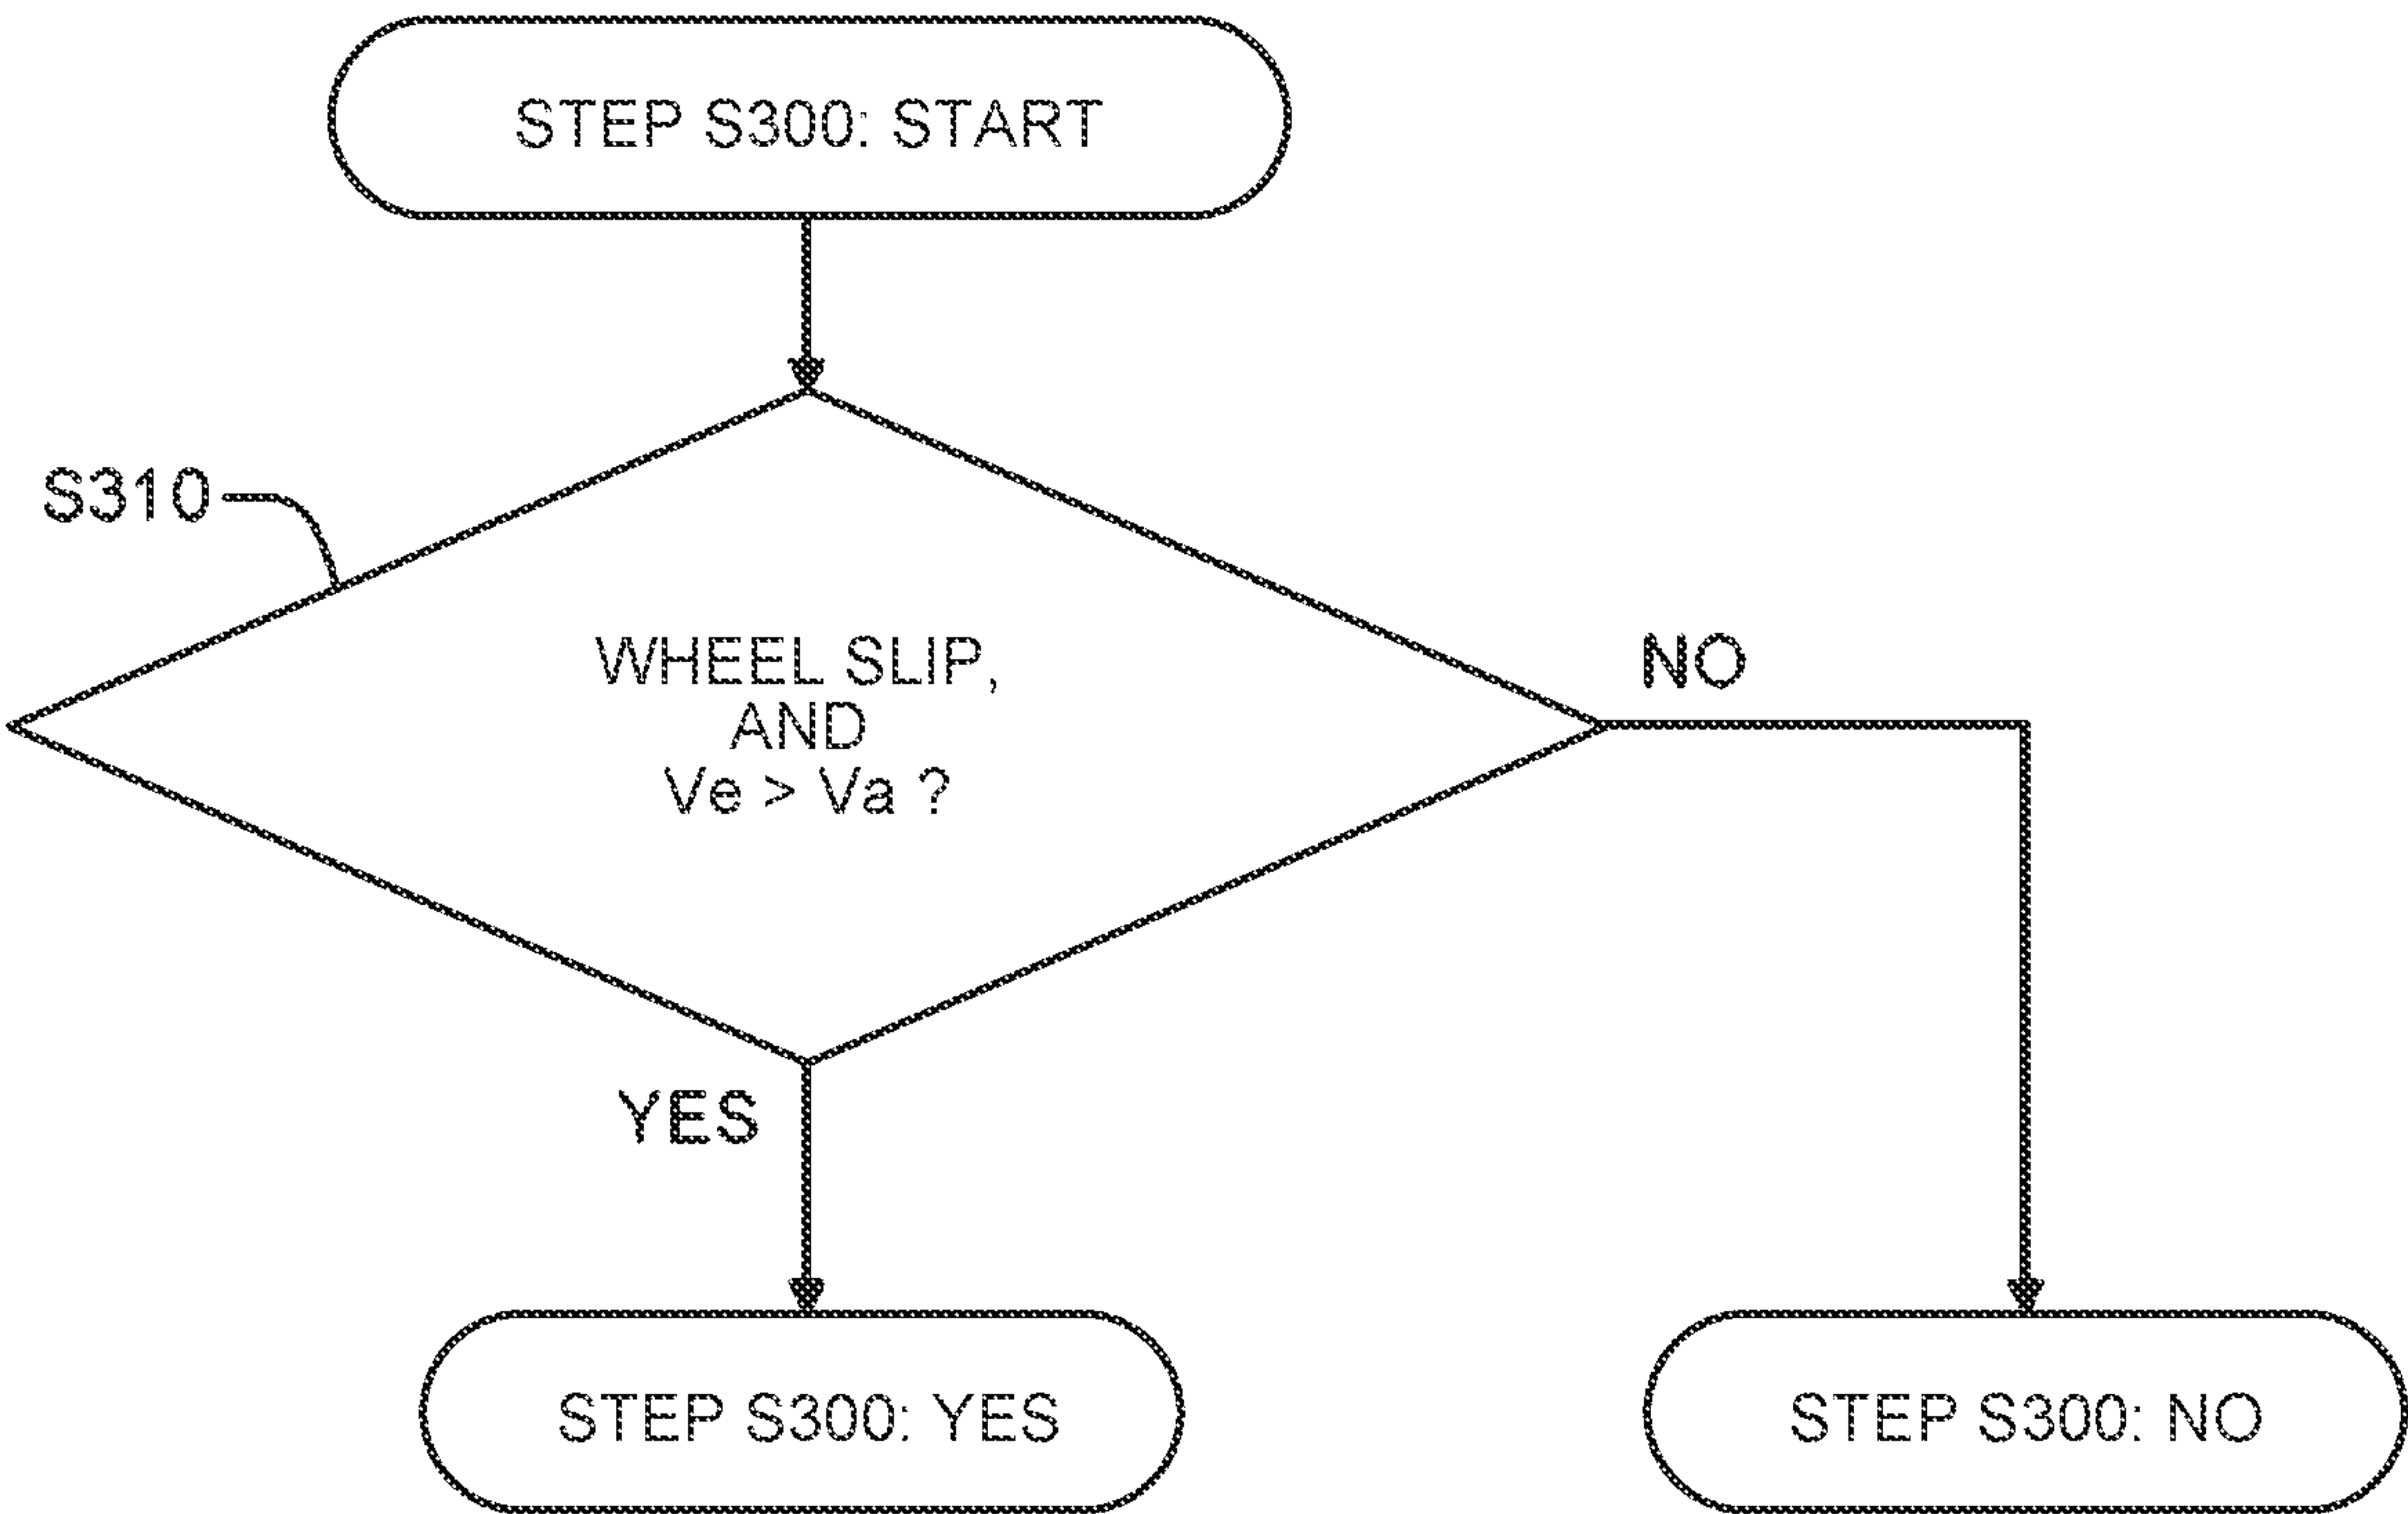 STEP S300: START
S310
WHEEL SLIP,
AND
Ve > Va ?
NO
YES
STEP S300: YES
STEP S300: NO